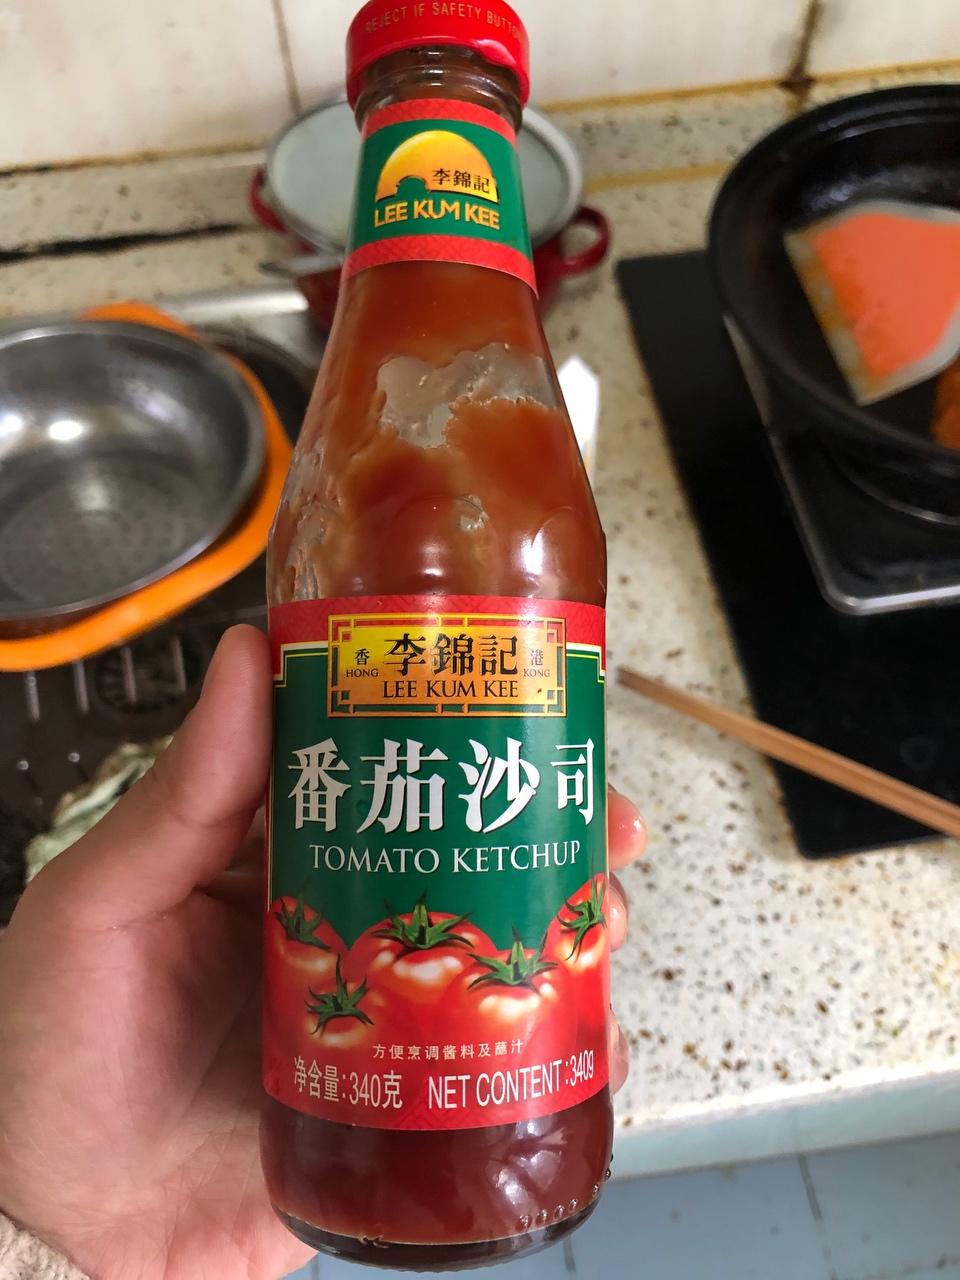 REJECT IF SAFETY BUTTON
李錦記
LEE KUM KEE
香 李錦記 港
HONG LEE KUM KEE KONG
番茄沙司
TOMATO KETCHUP
方便烹调酱料及蘸汁
净含量:340克 NET CONTENT:340g